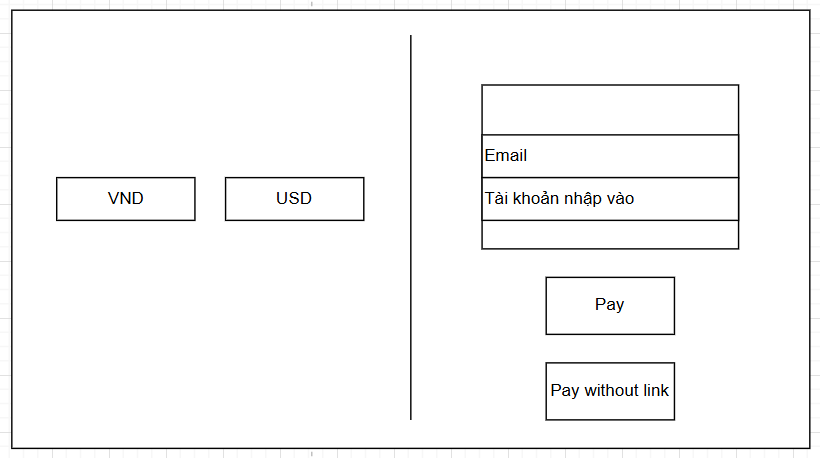 VND
USD
Email
Tài khoản nhập vào
Pay
Pay without link